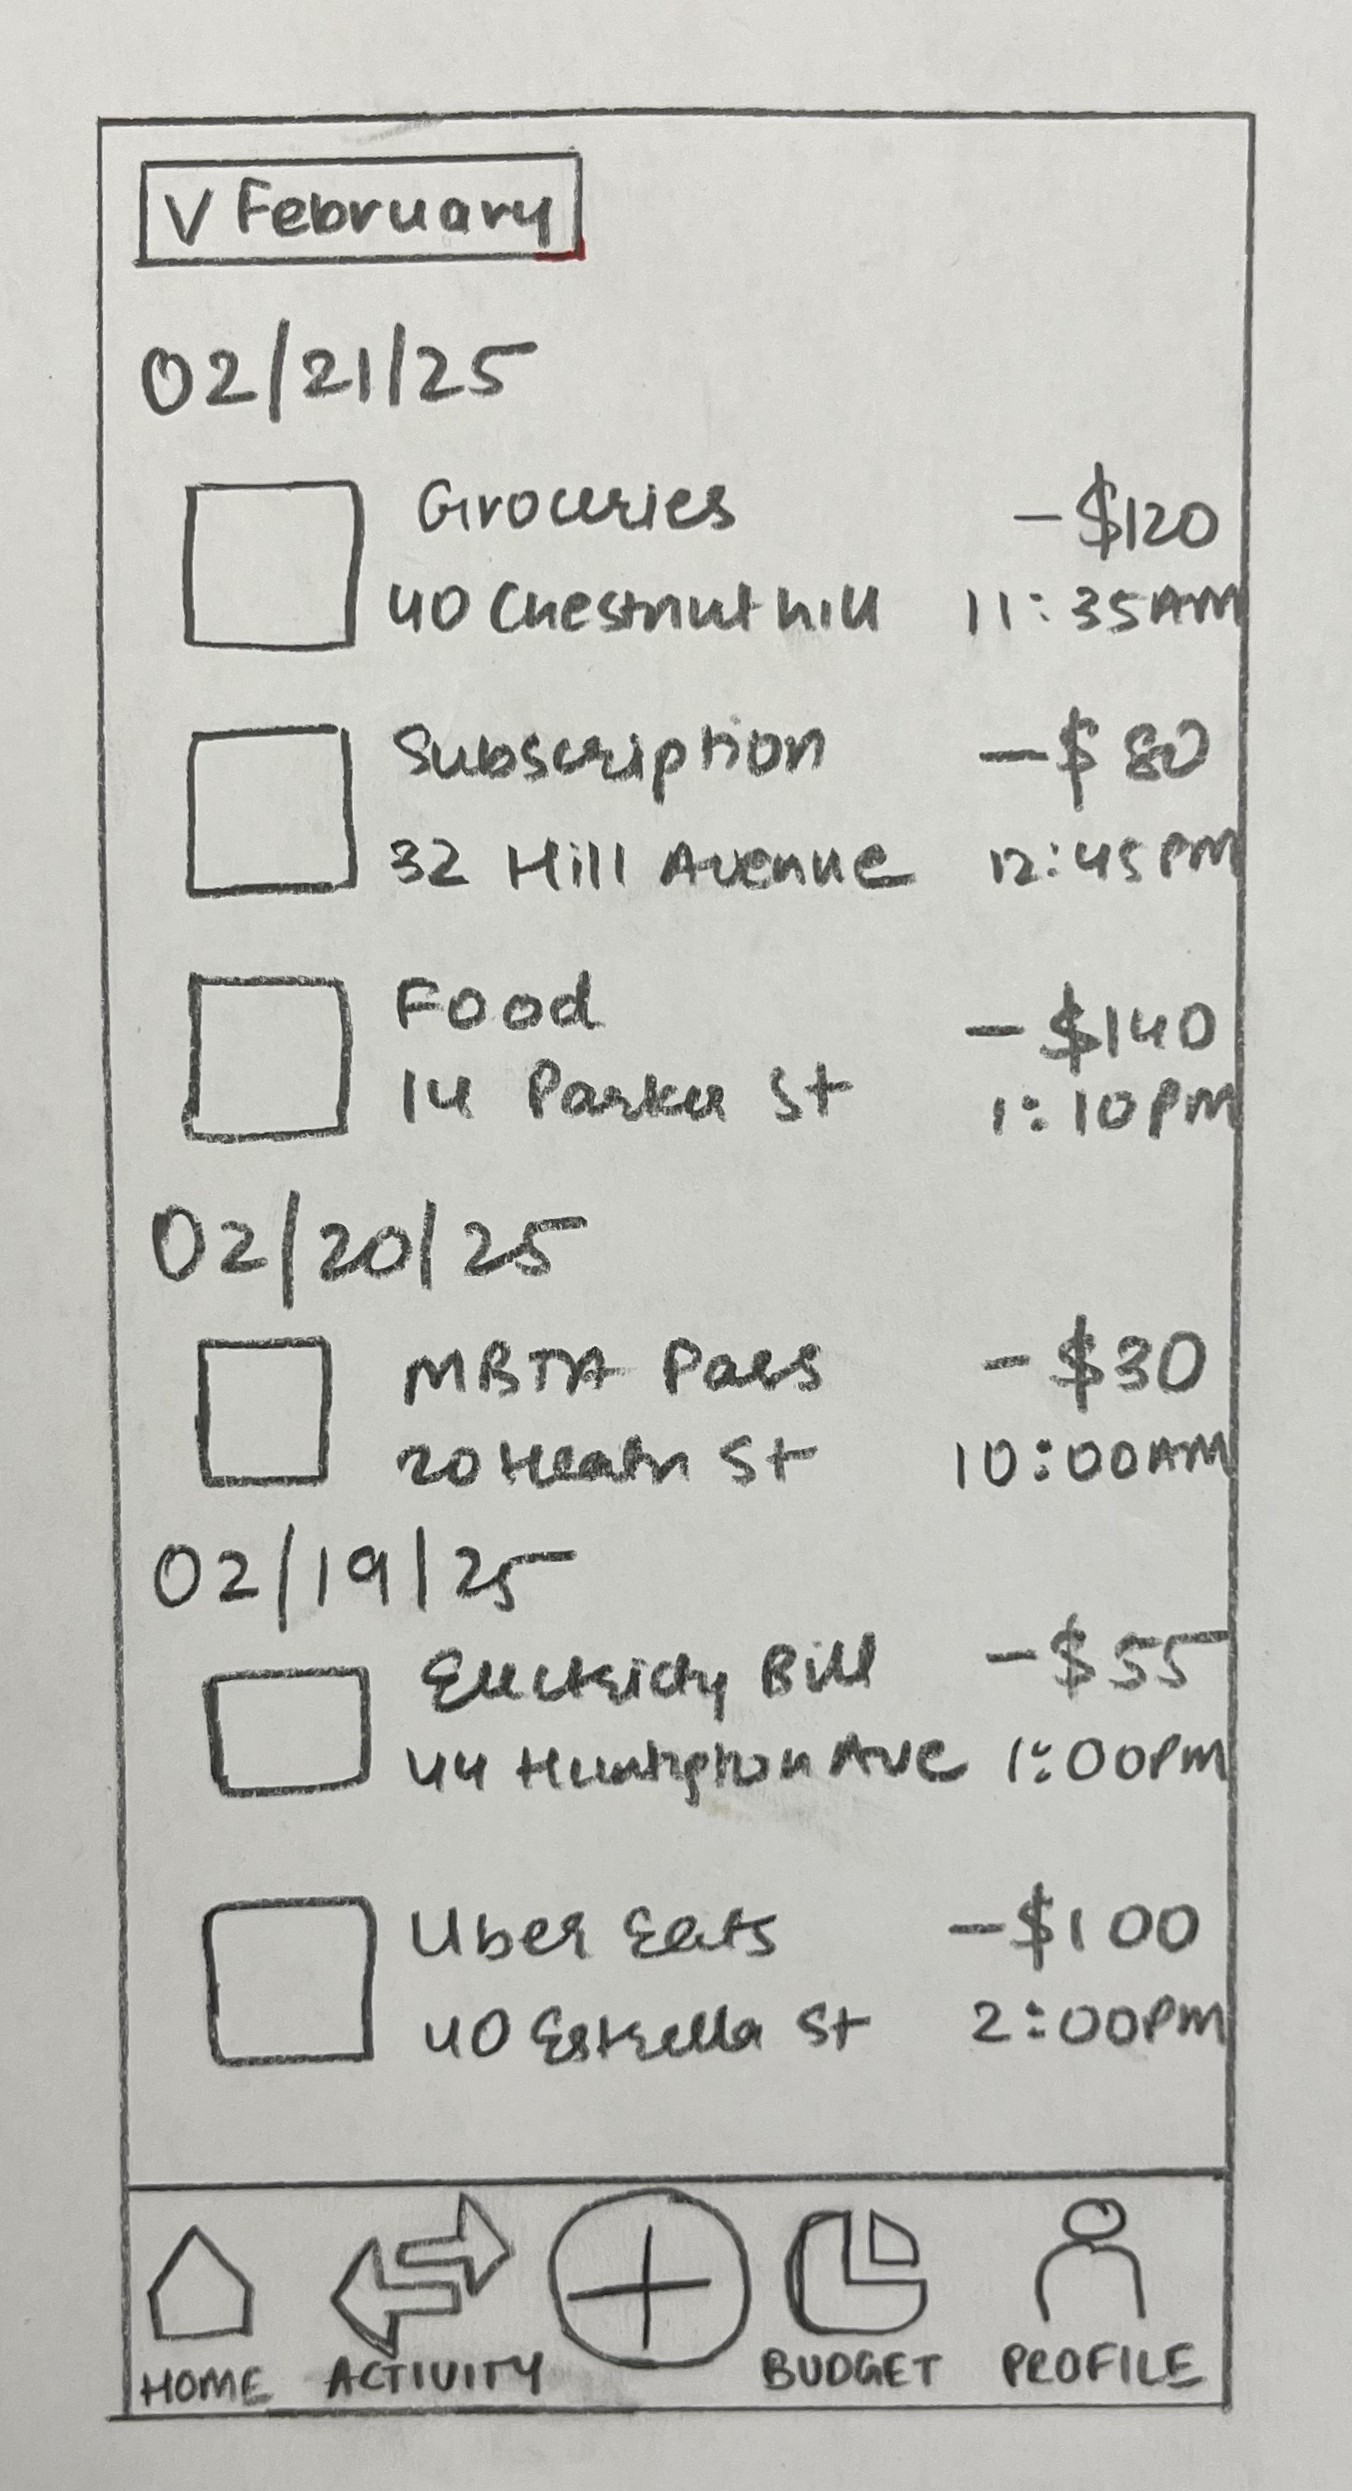 V February
02/21/25
Groceries -$120
40 Chestnut hill 11:35AM
Subscription -$80
32 Hill Avenue 12:45PM
Food -$140
14 Parker St 1:10PM
02/20/25
MBTA Pass -$30
20 Heath St 10:00AM
02/19/25
Electricity Bill -$55
44 Huntington Ave 1:00PM
Uber Eats -$100
40 Estrella St 2:00PM
HOME ACTIVITY BUDGET PROFILE